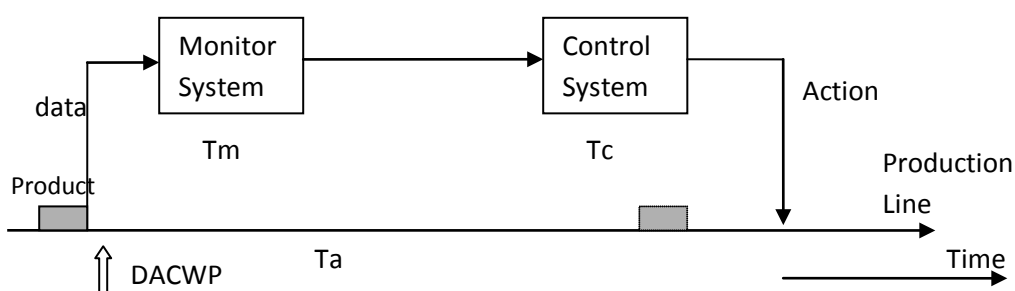 Monitor
System
Control
System
data
Action
Tm
Tc
Product
Production
Line
Ta
Time
DACWP